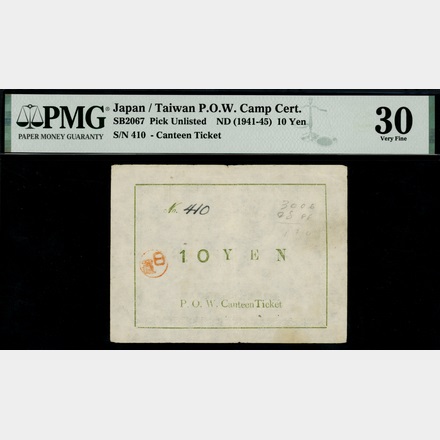 PMG
PAPER MONEY GUARANTY
Japan / Taiwan P.O.W. Camp Cert.
SB2067 Pick Unlisted ND (1941-45) 10 Yen
S/N 410 - Canteen Ticket
30
Very Fine
No. 410
10 YEN
P. O. W. Canteen Ticket